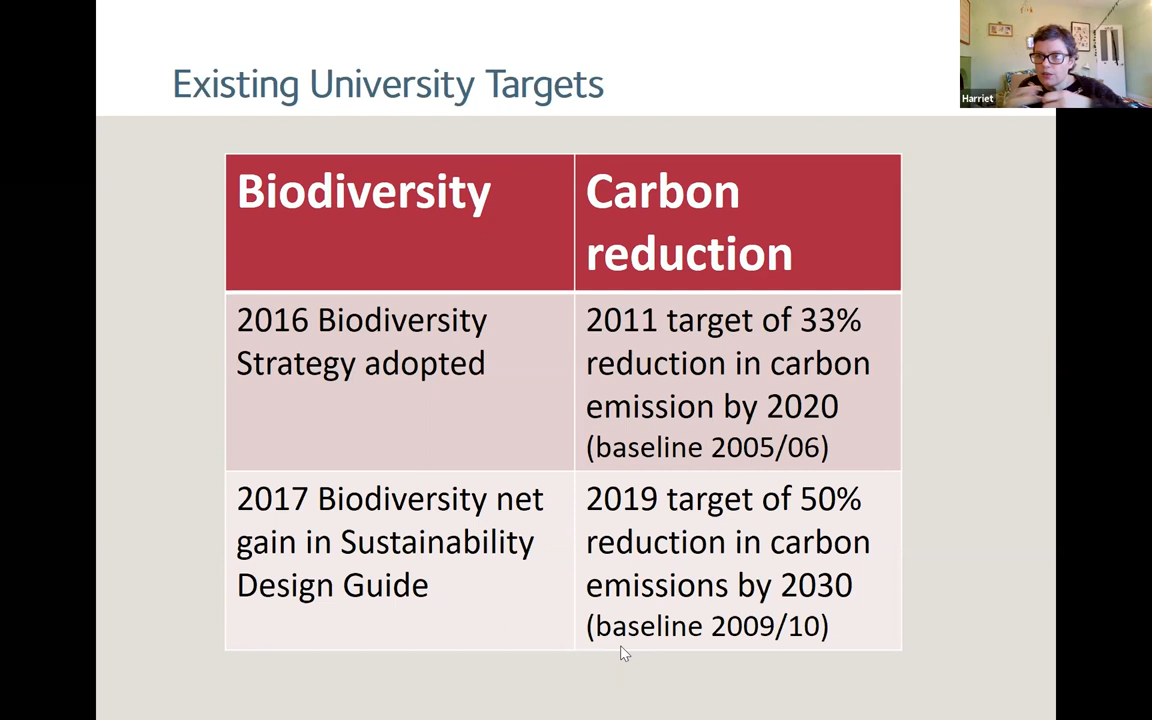 Existing University Targets
Harriet
Biodiversity
Carbon
reduction
2016 Biodiversity
Strategy adopted
2011 target of 33%
reduction in carbon
emission by 2020
(baseline 2005/06)
2017 Biodiversity net
gain in Sustainability
Design Guide
2019 target of 50%
reduction in carbon
emissions by 2030
(baseline 2009/10)